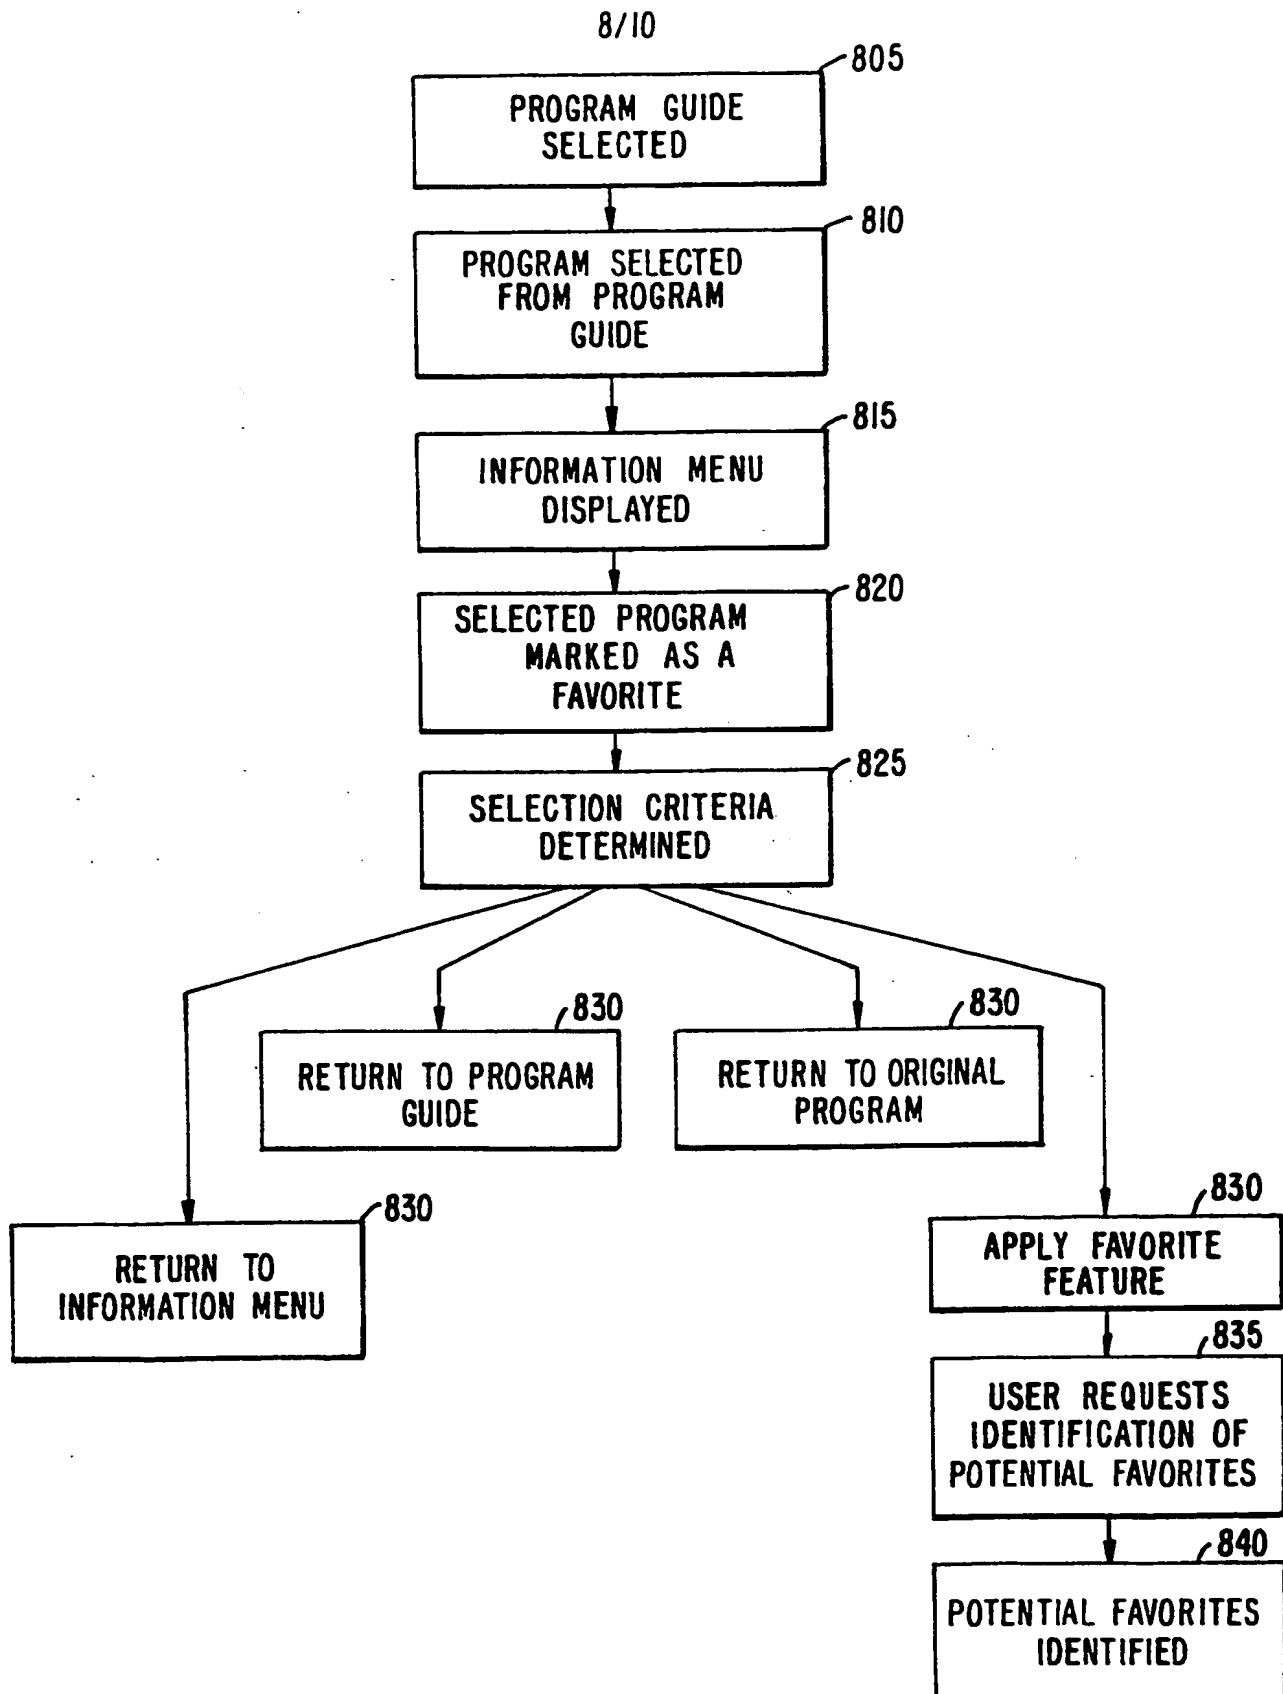 8/10
805
PROGRAM GUIDE
SELECTED
810
PROGRAM SELECTED
FROM PROGRAM
GUIDE
815
INFORMATION MENU
DISPLAYED
820
SELECTED PROGRAM
MARKED AS A
FAVORITE
825
SELECTION CRITERIA
DETERMINED
830
RETURN TO PROGRAM
GUIDE
830
RETURN TO ORIGINAL
PROGRAM
830
RETURN TO
INFORMATION MENU
830
APPLY FAVORITE
FEATURE
835
USER REQUESTS
IDENTIFICATION OF
POTENTIAL FAVORITES
840
POTENTIAL FAVORITES
IDENTIFIED